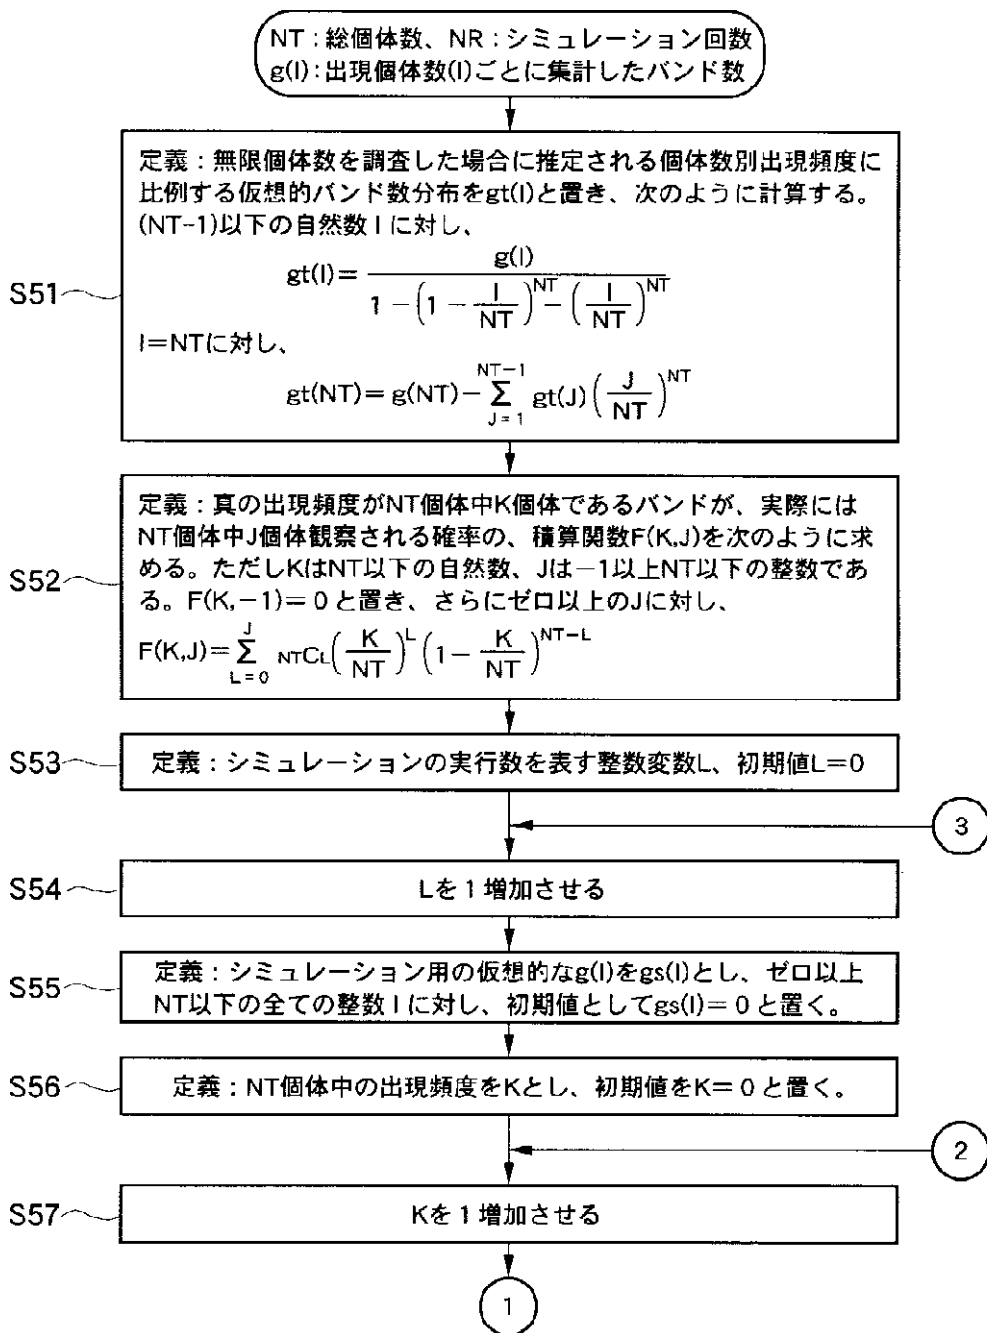 NT：総個体数、NR：シミュレーション回数
g(I)：出現個体数(I)ごとに集計したバンド数
定義：無限個体数を調査した場合に推定される個体数別出現頻度に
比例する仮想的バンド数分布をgt(I)と置き、次のように計算する。
(NT−1)以下の自然数Iに対し、
gt(I)= g(I) / 1−(1−I/NT)^NT−(I/NT)^NT
S51
I=NTに対し、
gt(NT)=g(NT)−Σ[J=1, NT−1] gt(J)(J/NT)^NT
定義：真の出現頻度がNT個体中K個体であるバンドが、実際には
NT個体中J個体観察される確率の、積算関数F(K,J)を次のように求
める。ただしKはNT以下の自然数、Jは−1以上NT以下の整数であ
る。F(K,−1)=0と置き、さらにゼロ以上のJに対し、
S52
F(K,J)=Σ[L=0, J] NTCL(K/NT)^L (1−K/NT)^NT−L
S53
定義：シミュレーションの実行数を表す整数変数L、初期値L=0
3
S54
Lを1増加させる
S55
定義：シミュレーション用の仮想的なg(I)をgs(I)とし、ゼロ以上
NT以下の全ての整数Iに対し、初期値としてgs(I)=0と置く。
S56
定義：NT個体中の出現頻度をKとし、初期値をK=0と置く。
2
S57
Kを1増加させる
1